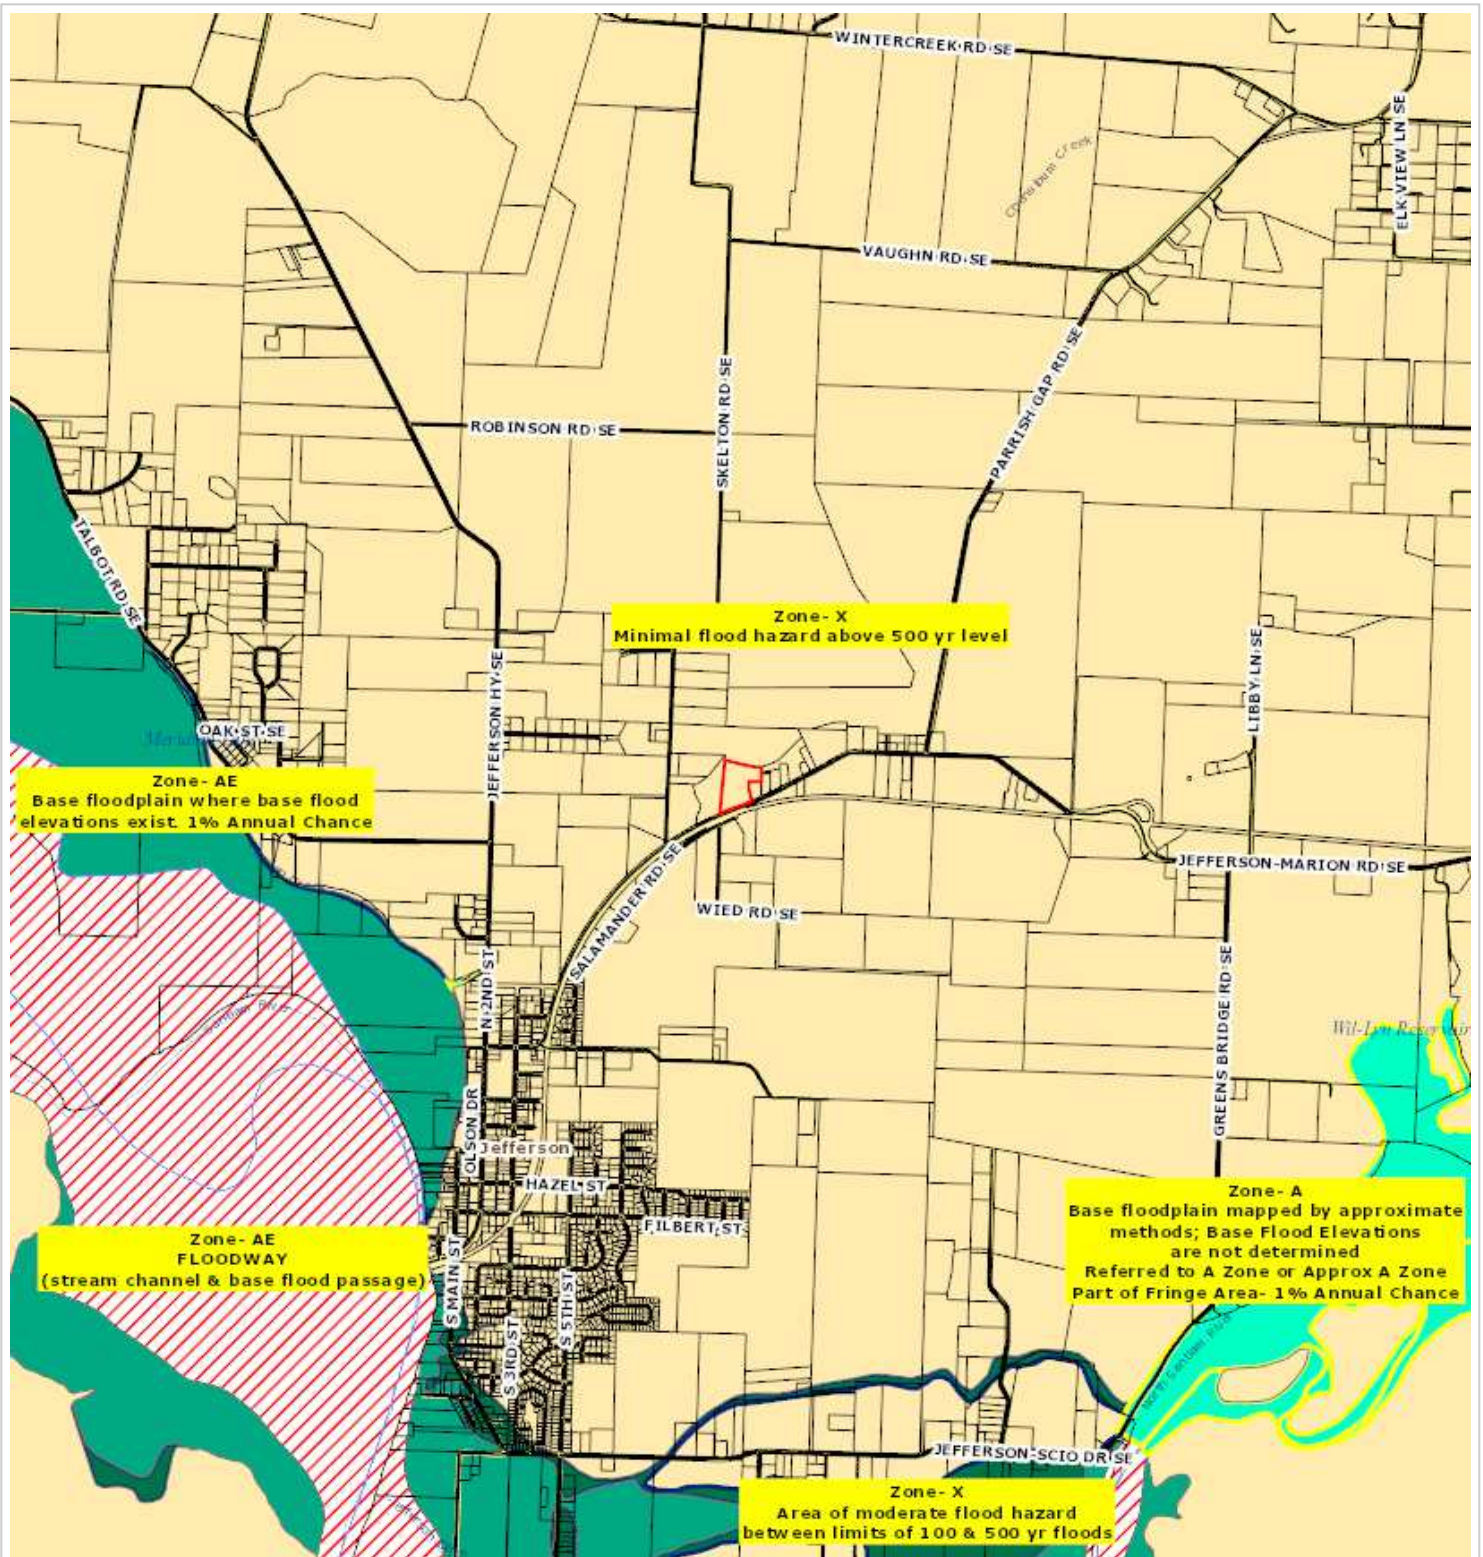 WINTERCREEK RD SE
ELK VIEW LN SE
Creek
VAUGHN RD SE
PARRISH GAP RD SE
SKELTON RD SE
ROBINSON RD SE
TALBOT RD SE
Zone- X
Minimal flood hazard above 500 yr level
LIBBY LN SE
JEFFERSON HY SE
OAK ST SE
Zone- AE
Base floodplain where base flood
elevations exist. 1% Annual Chance
JEFFERSON-MARION RD SE
SALAMANDER RD SE
WIED RD SE
N 2ND ST
GREENS BRIDGE RD SE
Santiam River
Wil-Lyn Reservoir
OLSON DR
Jefferson
HAZEL ST
FILBERT ST
Zone- A
Base floodplain mapped by approximate
methods; Base Flood Elevations
are not determined
Referred to A Zone or Approx A Zone
Part of Fringe Area- 1% Annual Chance
Zone- AE
FLOODWAY
(stream channel & base flood passage)
S MAIN ST
S 3RD ST
S 5TH ST
North Santiam River
JEFFERSON-SCIO DR SE
Zone- X
Area of moderate flood hazard
between limits of 100 & 500 yr floods